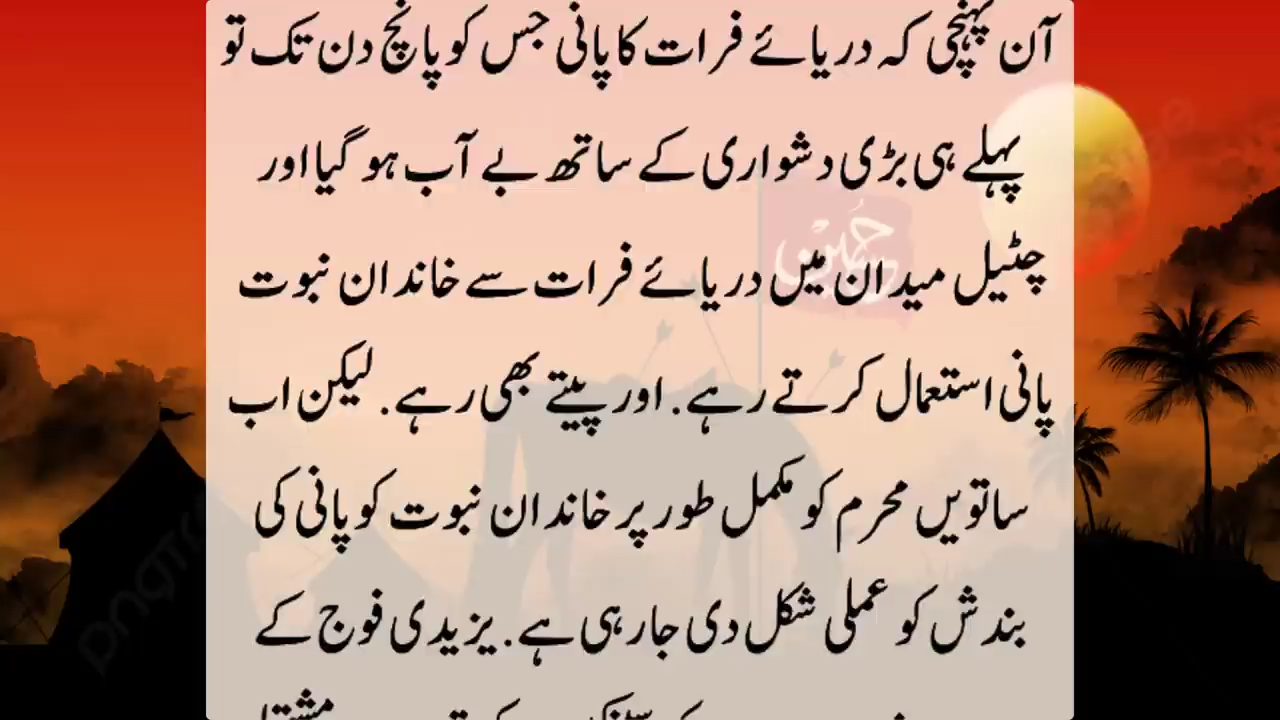 آن پہنچی کہ دریائے فرات کا پانی جس کو پانچ دن تک تو
پہلے ہی بڑی دشواری کے ساتھ بے آب ہو گیا اور
چٹیل میدان میں دریائے فرات سے خاندان نبوت
پانی استعمال کرتے رہے. اور پیتے بھی رہے. لیکن اب
ساتویں محرم کو مکمل طور پر خاندان نبوت کو پانی کی
بندش کو عملی شکل دی جارہی ہے. یزیدی فوج کے
حسین